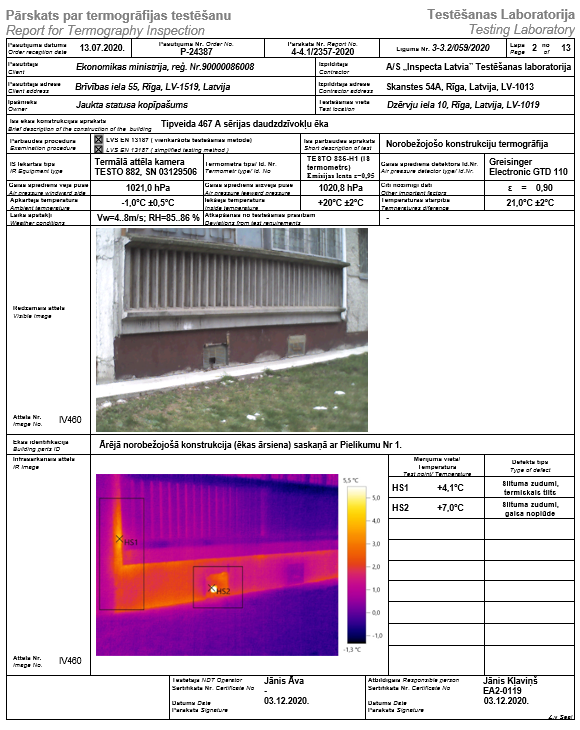 Pārskats par termogrāfijas testēšanu
Testēšanas Laboratorija
Report for Thermography Inspection
Testing Laboratory
Pasūtījuma datums
Order reception date
13.07.2020.
Pasūtījuma Nr. Order No.
P-24387
Pārskata Nr. Report No.
4-4.1/2357-2020
Līguma Nr. 3-3.2/059/2020
Lapa 2 no 13
Page of
Pasūtītājs
Client
Ekonomikas ministrija, reģ. Nr.90000086008
Izpildītājs
Contractor
A/S „Inspecta Latvia” Testēšanas laboratorija
Pasūtītāja adrese
Client address
Brīvības iela 55, Rīga, LV-1519, Latvija
Izpildītāja adrese
Contractor address
Skanstes 54A, Rīga, Latvija, LV-1013
Īpašnieks
Owner
Jaukta statusa kopīpašums
Testēšanas vieta
Test location
Dzērvju iela 10, Rīga, Latvija, LV-1019
Īss ēkas konstrukcijas apraksts
Brief description of the construction of the building
Tipveida 467 A sērijas daudzdzīvokļu ēka
Pārbaudes procedūra
Examination procedure
LVS EN 13187 ( vienkāršots testēšanas metode)
LVS EN 13187 ( simplified testing method )
Īss pārbaudes apraksts
Short description of test
Norobežojošo konstrukciju termogrāfija
IS iekārtas tips
IR Equipment type
Termālā attēla kamera
TESTO 882, SN 03129506
Termometra tips/ Id. Nr.
Termometr type/ Id. No
TESTO 835-H1 (IS
termometrs)
Emisijas lenta ε=0,95
Gaisa spiediena detektora Id.Nr.
Air pressure detector type/ Id.Nr.
Greisinger
Electronic GTD 110
Gaisa spiediena vēja pusē
Air pressure windward side
1021,0 hPa
Gaisa spiediena aizvēja pusē
Air pressure leeward pressure
1020,8 hPa
Citi nozīmīgi dati
Other important factors
ε = 0,90
Apkārtējā temperatūra
Ambient temperature
-1,0°C ±0,5°C
Iekšējā temperatūra
Inside temperature
+20°C ±2°C
Temperatūras starpība
21,0°C ±2°C
Laika apstākļi
Weather conditions
Vw=4..8m/s; RH=85..86 %
Atkāpšanās no testēšanas prasībām
Deviations from test requirements
-
Redzamais attēls
Visible Image
Attēla Nr.
Image No.
IV460
Ēkas identifikācija
Building parts ID
Ārējā norobežojošā konstrukcija (ēkas ārsiena) saskaņā ar Pielikumu Nr 1.
Infrasarkanais attēls
IR Image
Mērījuma vieta/
Temperatūra
Test point/ Temperature
Defekta tips
Type of defect
HS1
+4,1°C
Siltuma zudumi,
termiskais tilts
HS2
+7,0°C
Siltuma zudumi,
gaisa noplūde
5,5 °C
5,0
4,0
3,0
2,0
1,0
0,0
-1,0
-1,3 °C
HS1
HS2
Attēla Nr.
Image No.
IV460
Testētājs NDT Operator
Jānis Āva
Sertifikāta Nr. Certificate No
-
Datums Date
03.12.2020.
Paraksts Signature
Atbildīgais Responsible person
Jānis Kļaviņš
Sertifikāta Nr. Certificate No
EA2-0119
Datums Date
03.12.2020.
Paraksts Signature